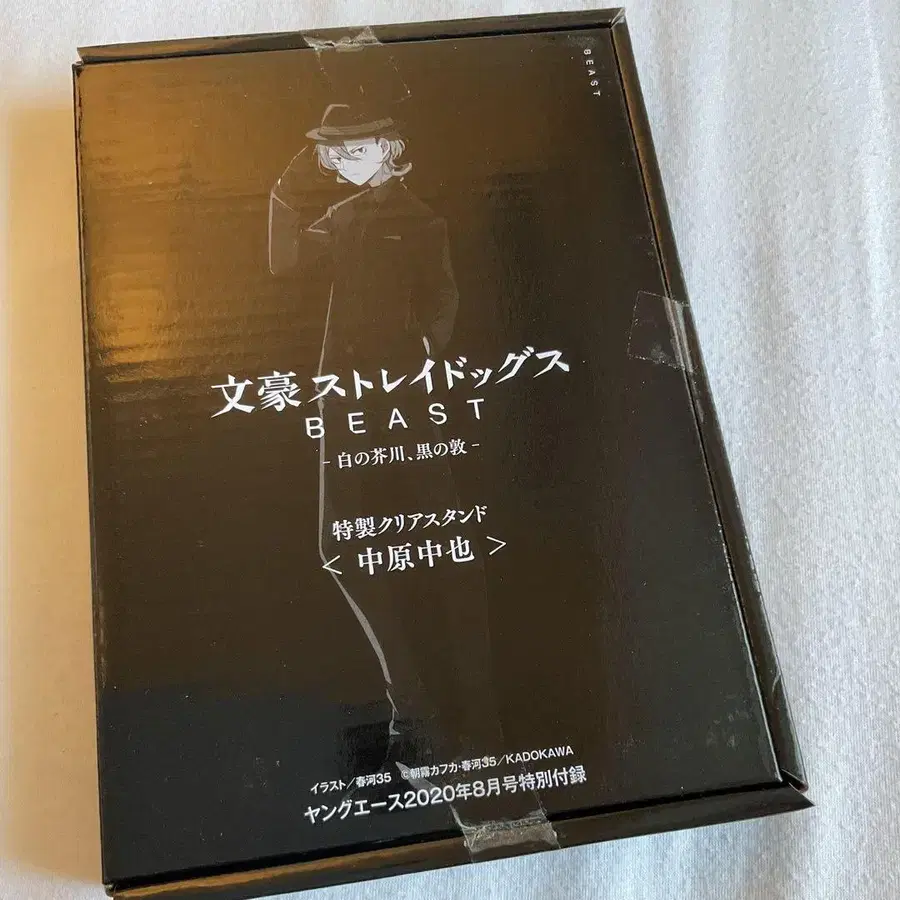 BEAST
文豪ストレイドッグス
BEAST
- 白の芥川、黒の敦 -
特製クリアスタンド
< 中原中也 >
イラスト/春河35 ©朝霧カフカ・春河35/KADOKAWA
ヤングエース2020年8月号特別付録